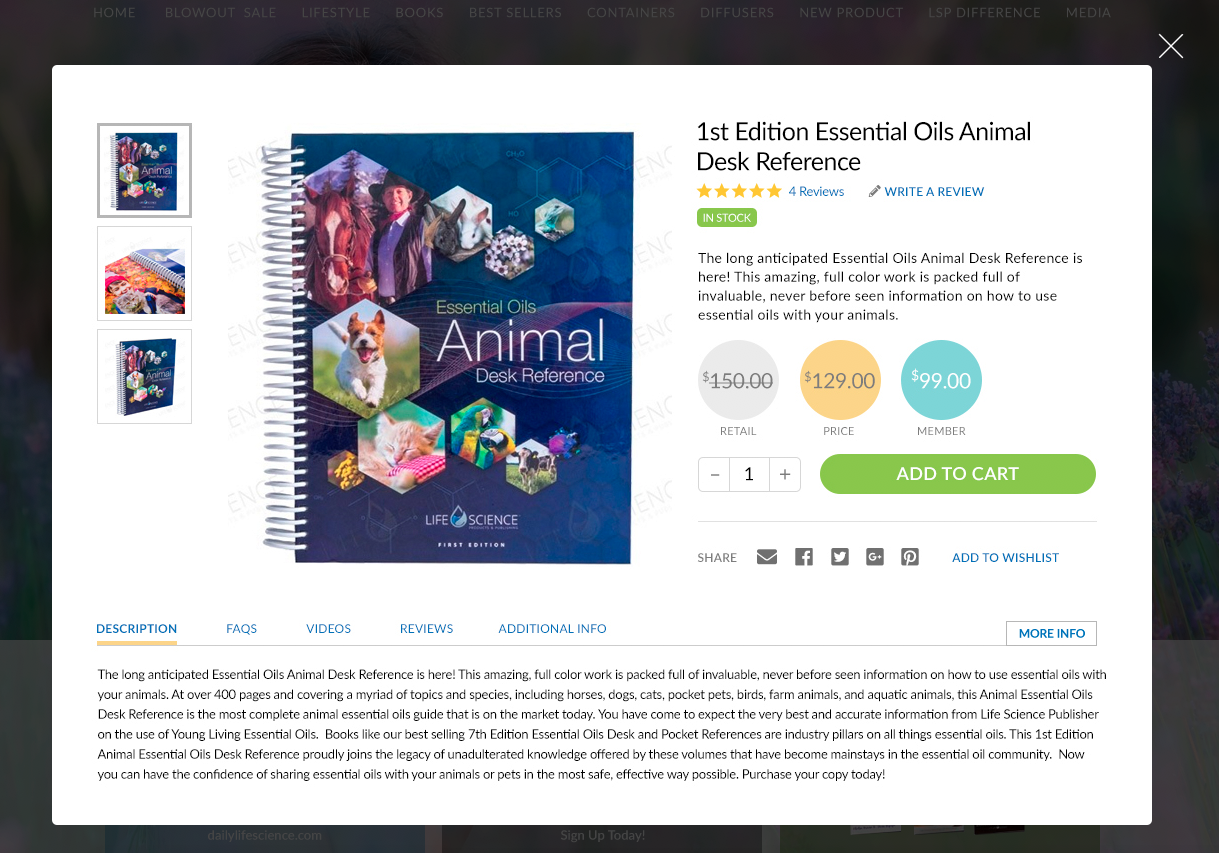 HOME BLOWOUT SALE LIFESTYLE BOOKS BEST SELLERS CONTAINERS DIFFUSERS NEW PRODUCT LSP DIFFERENCE MEDIA
Essential Oils
Animal
Desk Reference
LIFE SCIENCE
PRODUCTS & PUBLISHING
FIRST EDITION
1st Edition Essential Oils Animal
Desk Reference
4 Reviews WRITE A REVIEW
IN STOCK
The long anticipated Essential Oils Animal Desk Reference is
here! This amazing, full color work is packed full of
invaluable, never before seen information on how to use
essential oils with your animals.
$150.00 $129.00 $99.00
RETAIL PRICE MEMBER
- 1 + ADD TO CART
SHARE ADD TO WISHLIST
DESCRIPTION FAQS VIDEOS REVIEWS ADDITIONAL INFO MORE INFO
The long anticipated Essential Oils Animal Desk Reference is here! This amazing, full color work is packed full of invaluable, never before seen information on how to use essential oils with
your animals. At over 400 pages and covering a myriad of topics and species, including horses, dogs, cats, pocket pets, birds, farm animals, and aquatic animals, this Animal Essential Oils
Desk Reference is the most complete animal essential oils guide that is on the market today. You have come to expect the very best and accurate information from Life Science Publisher
on the use of Young Living Essential Oils. Books like our best selling 7th Edition Essential Oils Desk and Pocket References are industry pillars on all things essential oils. This 1st Edition
Animal Essential Oils Desk Reference proudly joins the legacy of unadulterated knowledge offered by these volumes that have become mainstays in the essential oil community. Now
you can have the confidence of sharing essential oils with your animals or pets in the most safe, effective way possible. Purchase your copy today!
dailylifescience.com Sign Up Today!